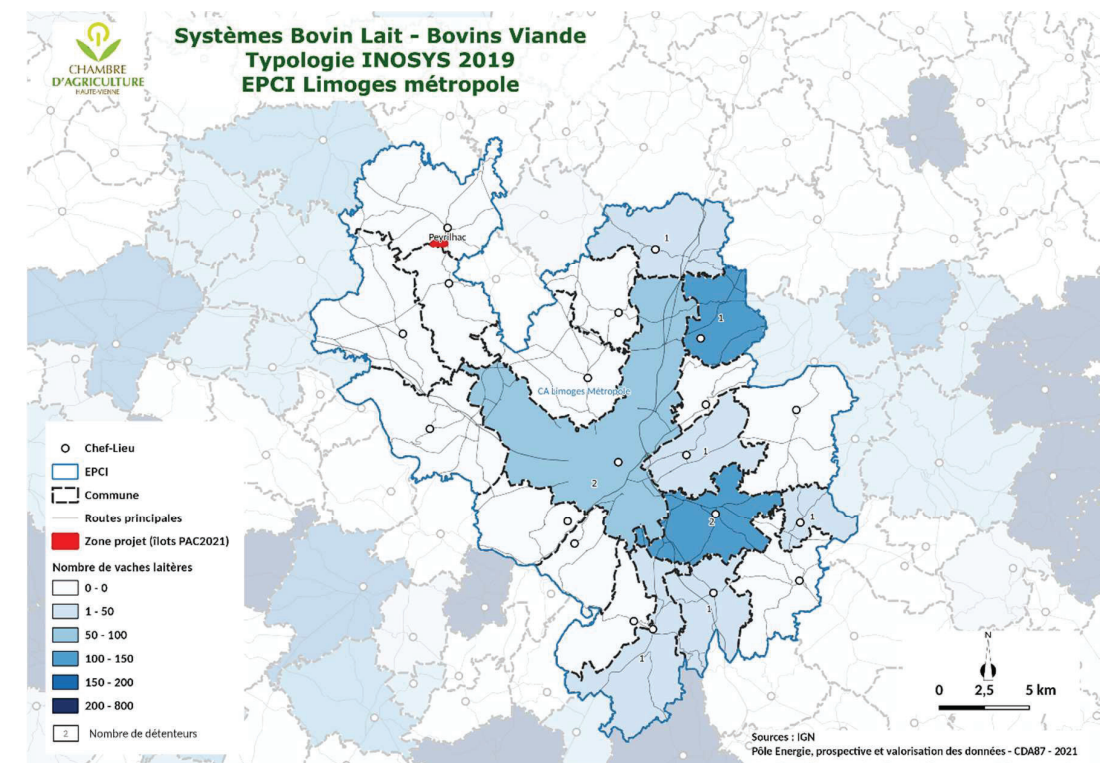 CHAMBRE
D'AGRICULTURE
HAUTE-VIENNE
Systèmes Bovin Lait - Bovins Viande
Typologie INOSYS 2019
EPCI Limoges métropole
1
Peyrilhac
1
CA Limoges Métropole
1
2
2
1
1
1
Chef-Lieu
EPCI
Commune
Routes principales
Zone projet (îlots PAC2021)
Nombre de vaches laitères
0 - 0
1 - 50
50 - 100
100 - 150
150 - 200
200 - 800
2 Nombre de détenteurs
N
0 2,5 5 km
Sources : IGN
Pôle Energie, prospective et valorisation des données - CDA87 - 2021